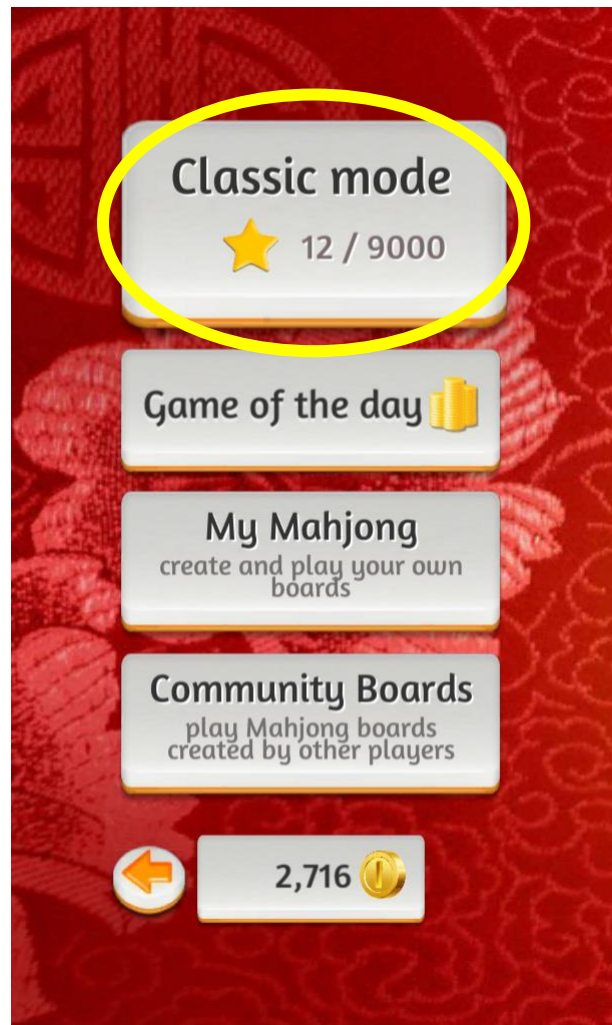 Classic mode
12 / 9000
Game of the day
My Mahjong
create and play your own
boards
Community Boards
play Mahjong boards
created by other players
2,716